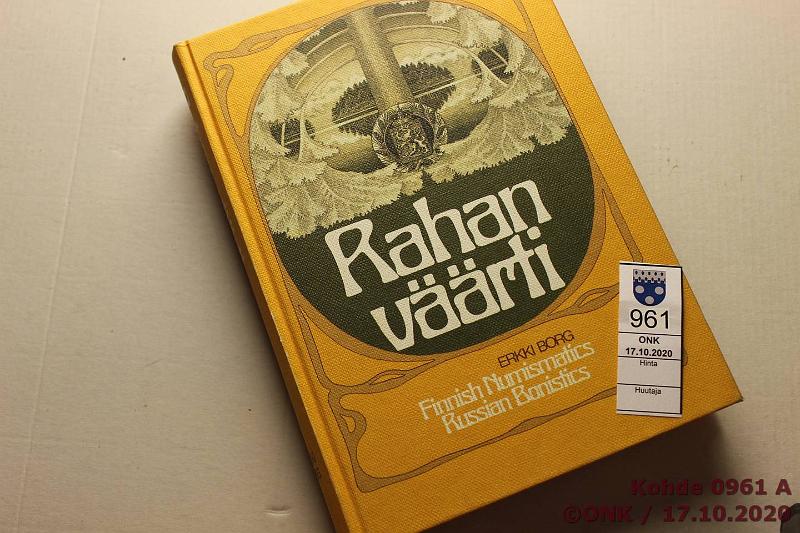 Rahan
väärti
ERKKI BORG
Finnish Numismatics
Russian Bonistics
961
ONK
17.10.2020
Hinta
Huutaja
Kohde 0961 A
©ONK / 17.10.2020